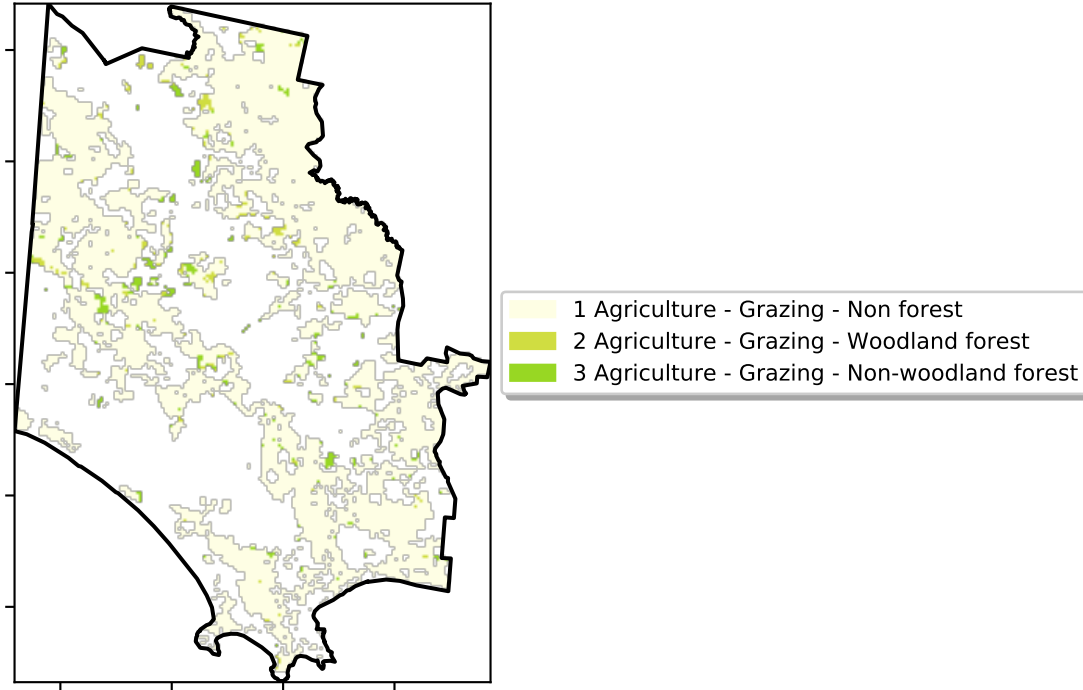 1 Agriculture - Grazing - Non forest
2 Agriculture - Grazing - Woodland forest
3 Agriculture - Grazing - Non-woodland forest